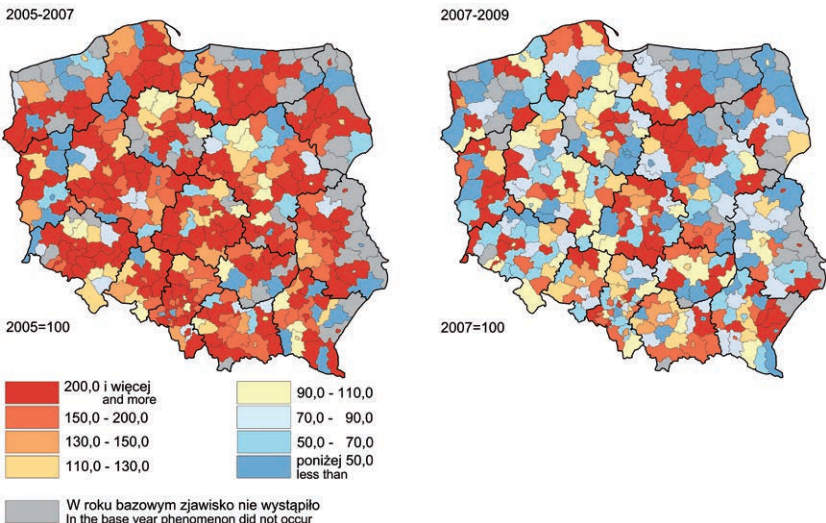 2005-2007
2007-2009
2005=100
2007=100
200,0 i więcej
and more
150,0 - 200,0
130,0 - 150,0
110,0 - 130,0
90,0 - 110,0
70,0 - 90,0
50,0 - 70,0
poniżej 50,0
less than
W roku bazowym zjawisko nie wystąpiło
In the base year phenomenon did not occur